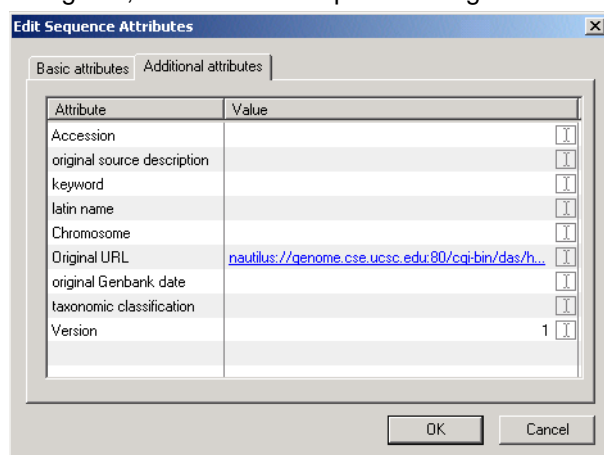 Edit Sequence Attributes
Basic attributes Additional attributes
Attribute Value
Accession
original source description
keyword
latin name
Chromosome
Original URL nautilus://genome.cse.ucsc.edu:80/cgi-bin/das/h...
original Genbank date
taxonomic classification
Version 1
OK Cancel